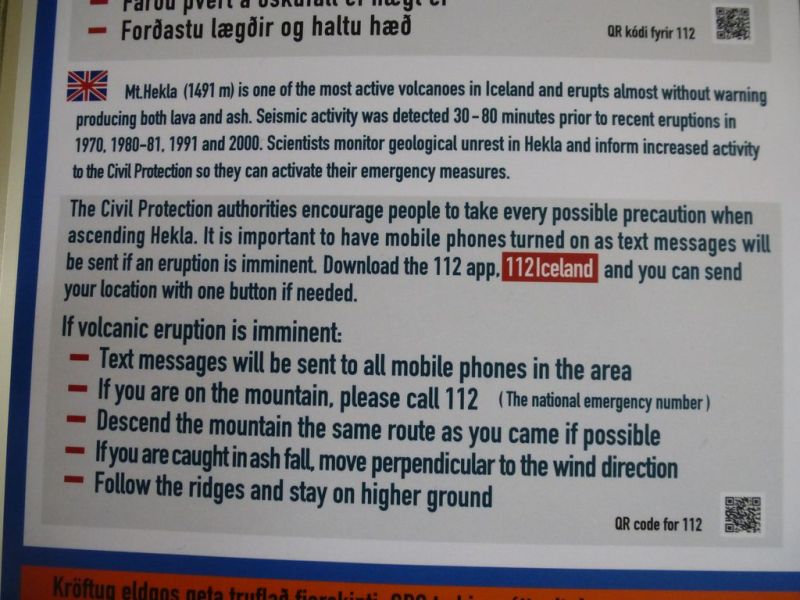 Forðastu lægðir og haltu hæð
QR kódi fyrir 112
Mt.Hekla (1491 m) is one of the most active volcanoes in Iceland and erupts almost without warning
producing both lava and ash. Seismic activity was detected 30-80 minutes prior to recent eruptions in
1970, 1980-81, 1991 and 2000. Scientists monitor geological unrest in Hekla and inform increased activity
to the Civil Protection so they can activate their emergency measures.
The Civil Protection authorities encourage people to take every possible precaution when
ascending Hekla. It is important to have mobile phones turned on as text messages will
be sent if an eruption is imminent. Download the 112 app, 112Iceland and you can send
your location with one button if needed.
If volcanic eruption is imminent:
– Text messages will be sent to all mobile phones in the area
– If you are on the mountain, please call 112 (The national emergency number)
– Descend the mountain the same route as you came if possible
– If you are caught in ash fall, move perpendicular to the wind direction
– Follow the ridges and stay on higher ground
QR code for 112
Kröftug eldgos geta truflað